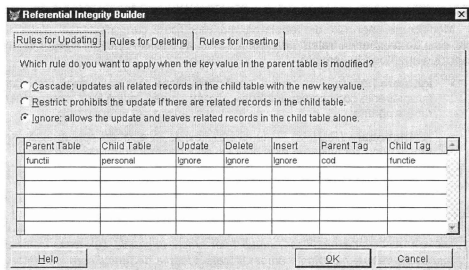 Referential Integrity Builder
Rules for Updating Rules for Deleting Rules for Inserting
Which rule do you want to apply when the key value in the parent table is modified?
Cascade: updates all related records in the child table with the new key value.
Restrict: prohibits the update if there are related records in the child table.
Ignore: allows the update and leaves related records in the child table alone.
Parent Table Child Table Update Delete Insert Parent Tag Child Tag
functii personal Ignore Ignore Ignore cod functie
Help OK Cancel